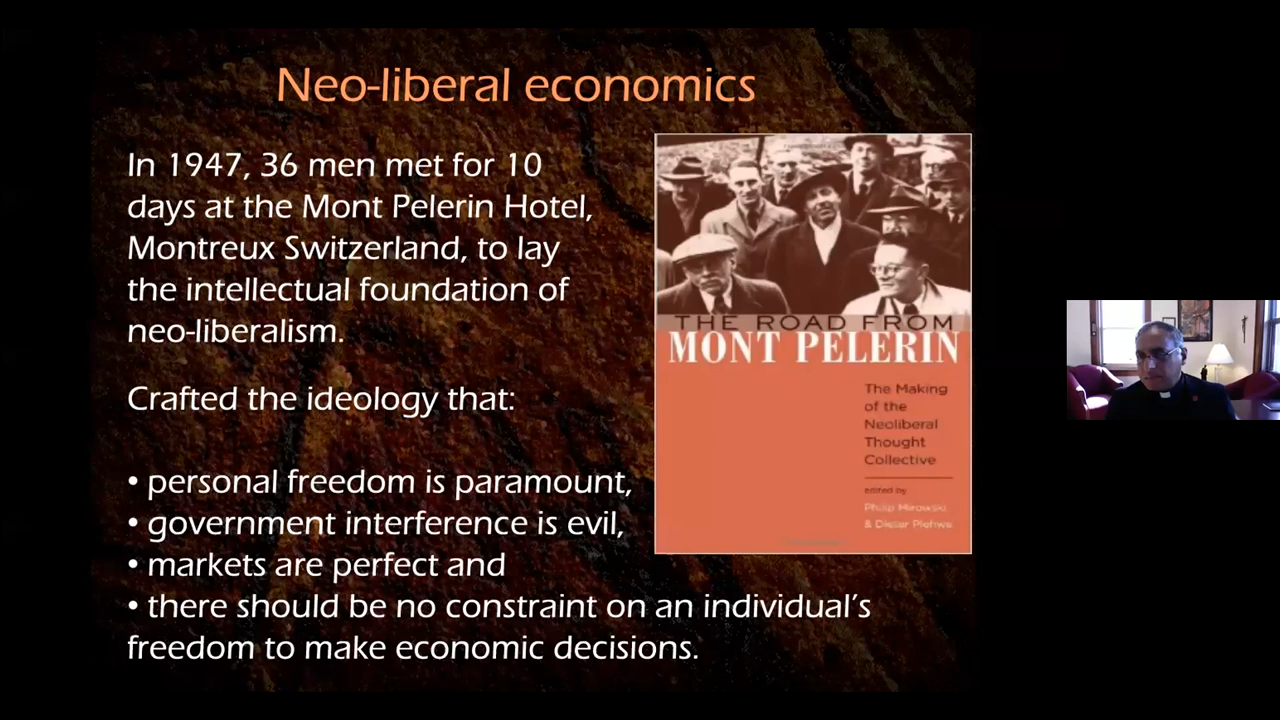 Neo-liberal economics
In 1947, 36 men met for 10
days at the Mont Pelerin Hotel,
Montreux Switzerland, to lay
the intellectual foundation of
neo-liberalism.
Crafted the ideology that:
• personal freedom is paramount,
• government interference is evil,
• markets are perfect and
• there should be no constraint on an individual's
freedom to make economic decisions.
THE ROAD FROM
MONT PELERIN
The Making
of the
Neoliberal
Thought
Collective
edited by
Philip Mirowski
& Dieter Plehwe